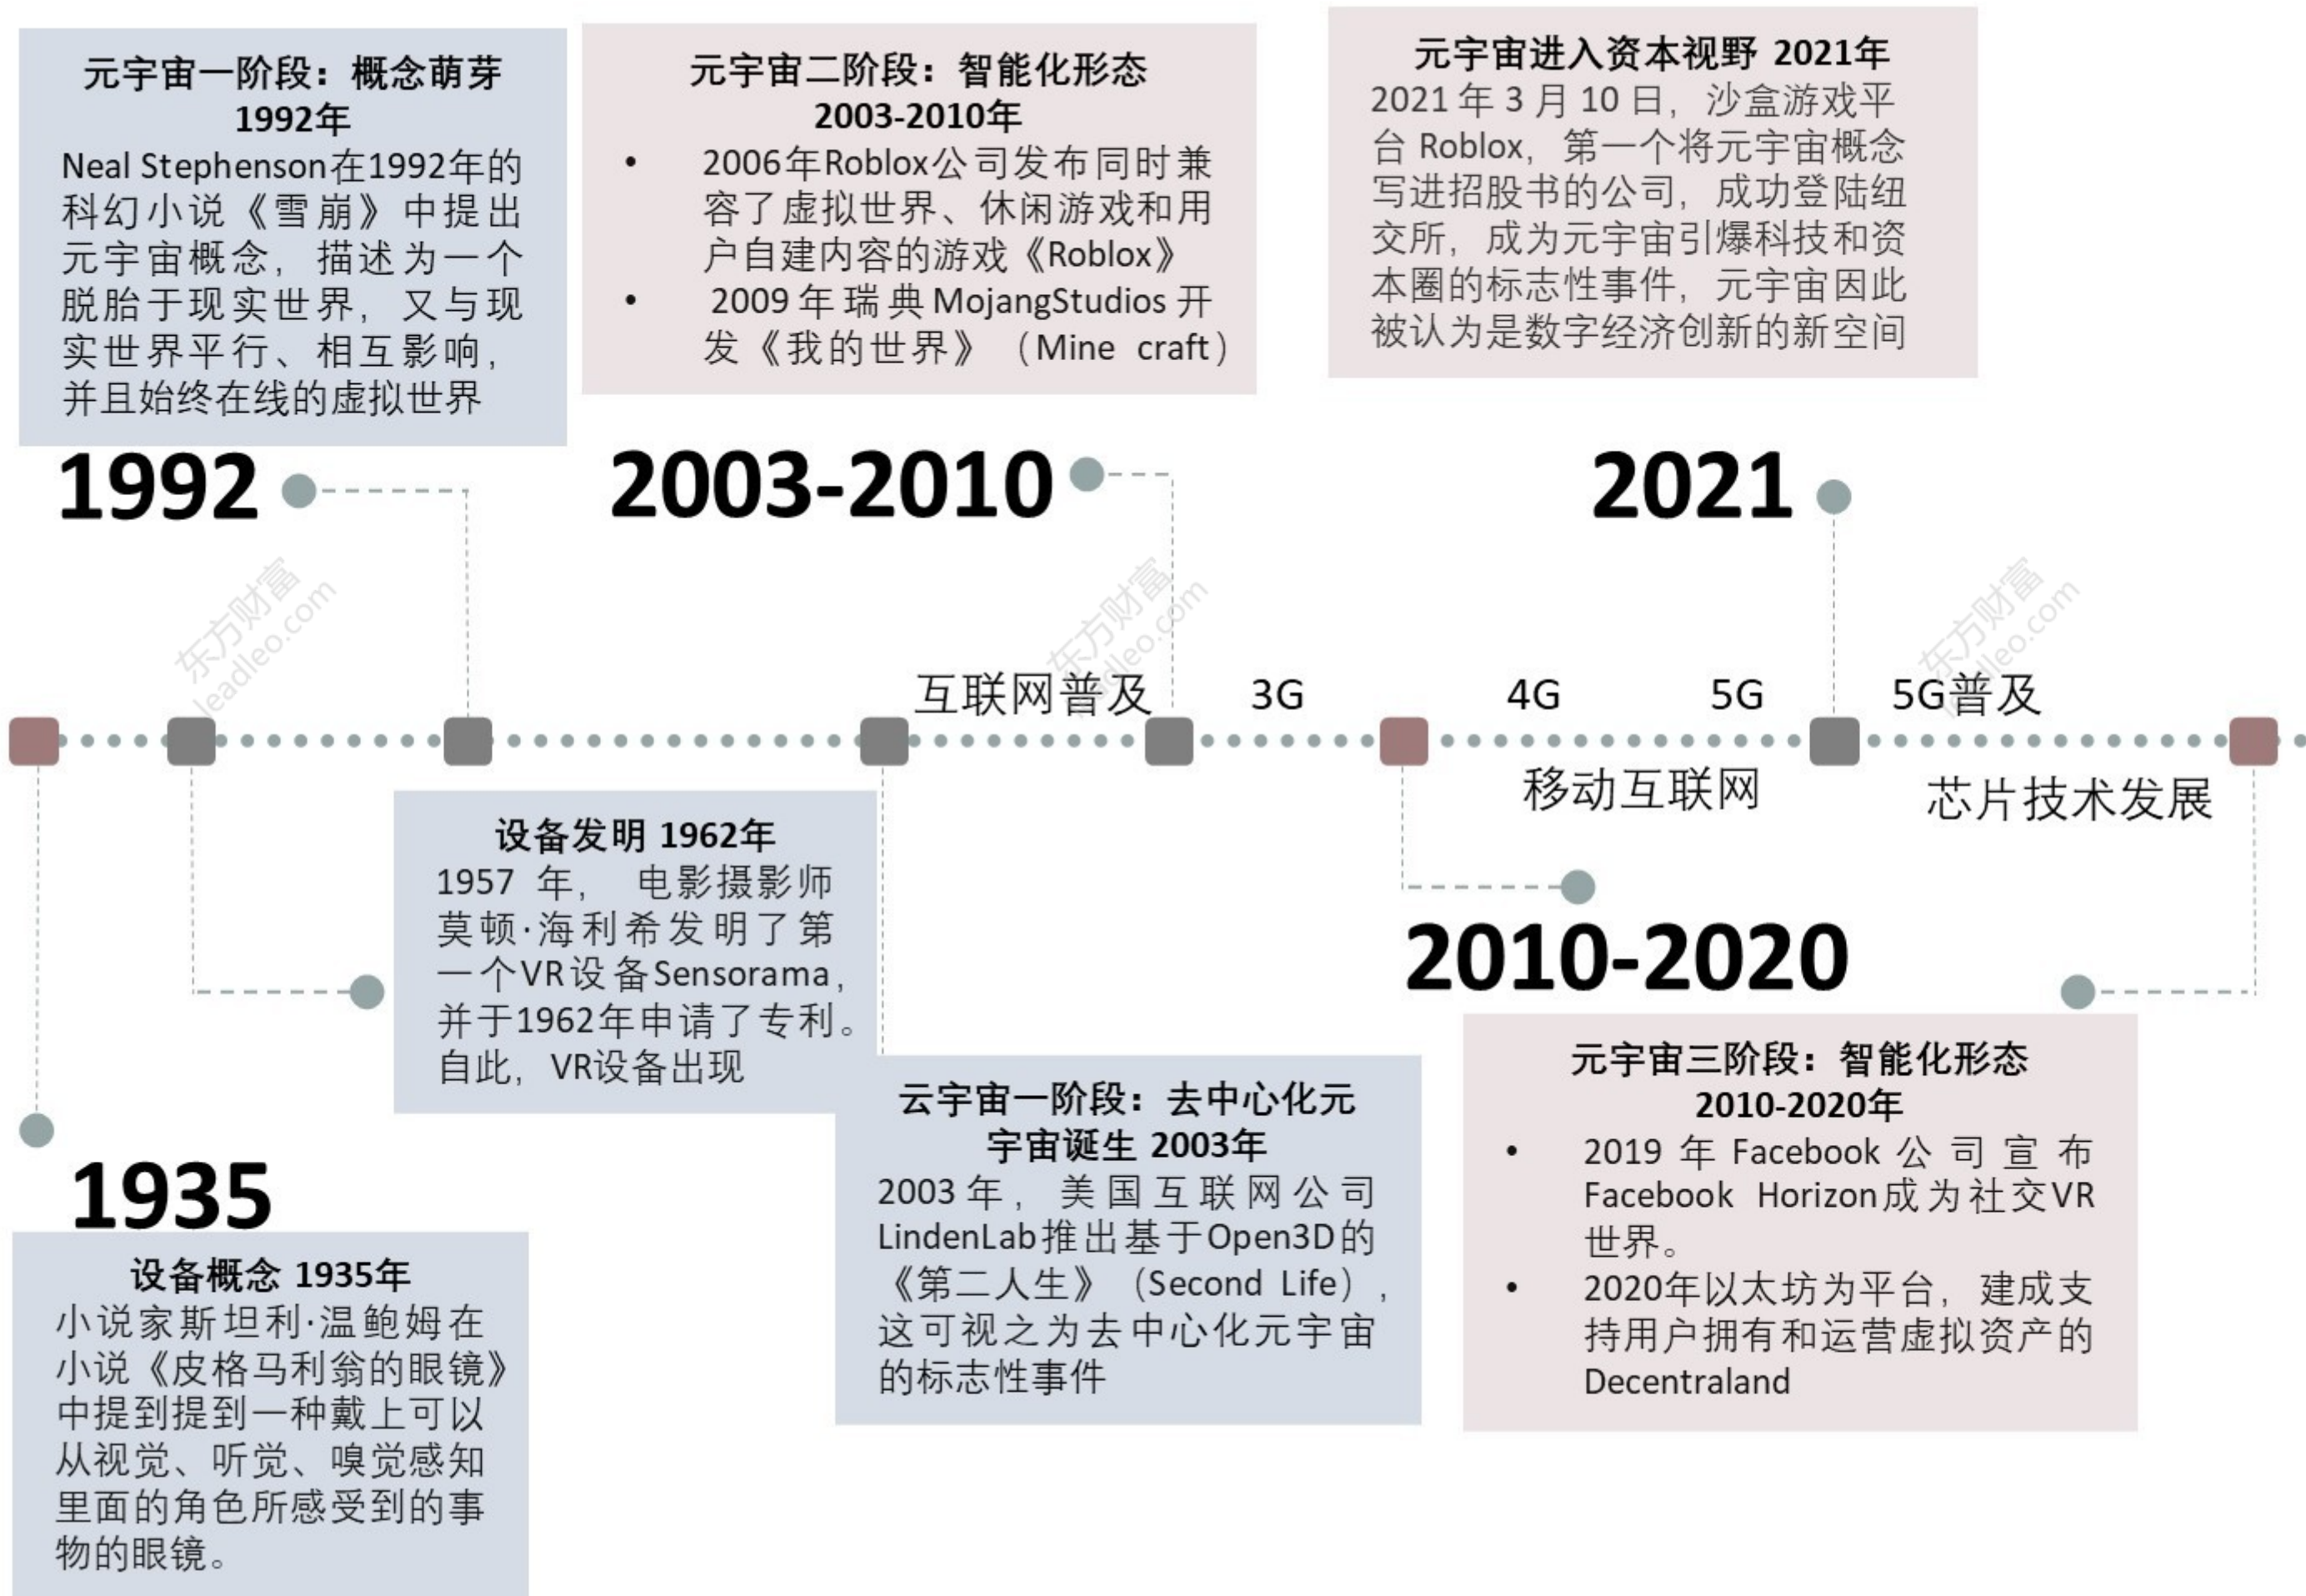 元宇宙一阶段：概念萌芽
1992年
Neal Stephenson在1992年的
科幻小说《雪崩》中提出
元宇宙概念，描述为一个
脱胎于现实世界，又与现
实世界平行、相互影响，
并且始终在线的虚拟世界
元宇宙二阶段：智能化形态
2003-2010年
• 2006年Roblox公司发布同时兼
容了虚拟世界、休闲游戏和用
户自建内容的游戏《Roblox》
• 2009年瑞典MojangStudios开
发《我的世界》（Mine craft）
元宇宙进入资本视野 2021年
2021年3月10日，沙盒游戏平
台 Roblox，第一个将元宇宙概念
写进招股书的公司，成功登陆纽
交所，成为元宇宙引爆科技和资
本圈的标志性事件，元宇宙因此
被认为是数字经济创新的新空间
1992
2003-2010
2021
东方财富
leadleo.com
东方财富
leadleo.com
东方财富
leadleo.com
互联网普及
3G
4G
5G
5G普及
移动互联网
芯片技术发展
设备发明 1962年
1957 年， 电影摄影师
莫顿·海利希发明了第
一个VR设备Sensorama，
并于1962年申请了专利。
自此，VR设备出现
2010-2020
云宇宙一阶段：去中心化元
宇宙诞生 2003年
2003年，美国互联网公司
LindenLab推出基于Open3D的
《第二人生》（Second Life），
这可视之为去中心化元宇宙
的标志性事件
元宇宙三阶段：智能化形态
2010-2020年
• 2019 年 Facebook 公司宣布
Facebook Horizon成为社交VR
世界。
• 2020年以太坊为平台，建成支
持用户拥有和运营虚拟资产的
Decentraland
1935
设备概念 1935年
小说家斯坦利·温鲍姆在
小说《皮格马利翁的眼镜》
中提到提到一种戴上可以
从视觉、听觉、嗅觉感知
里面的角色所感受到的事
物的眼镜。